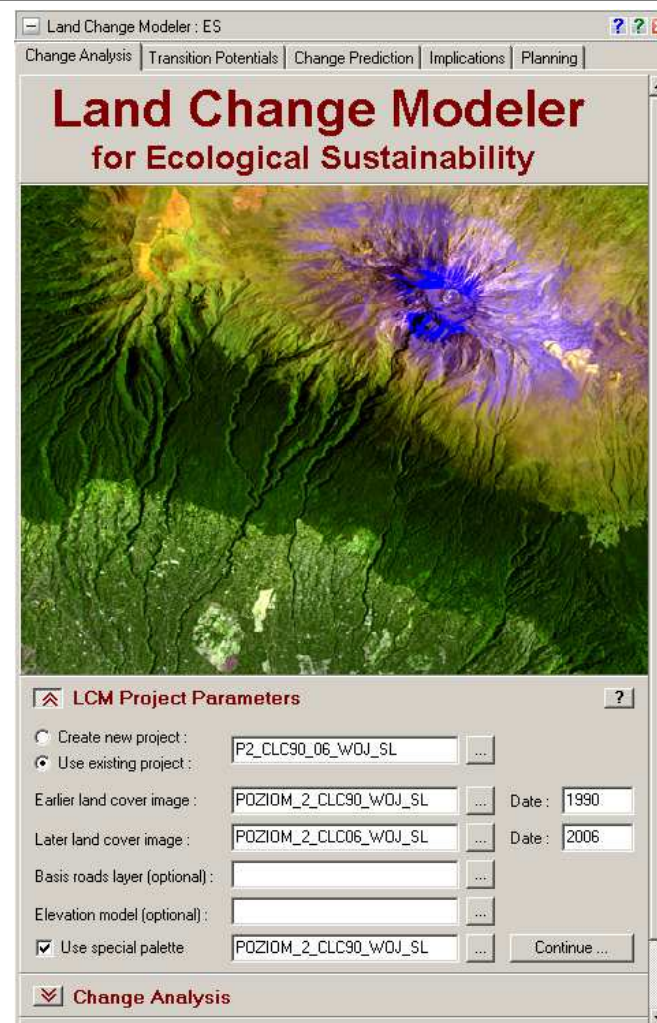 Land Change Modeler : ES ? ?
Change Analysis Transition Potentials Change Prediction Implications Planning
Land Change Modeler
for Ecological Sustainability
LCM Project Parameters ?
Create new project :
Use existing project : P2_CLC90_06_WOJ_SL ...
Earlier land cover image : POZIOM_2_CLC90_WOJ_SL ... Date : 1990
Later land cover image : POZIOM_2_CLC06_WOJ_SL ... Date : 2006
Basis roads layer (optional) : ...
Elevation model (optional) : ...
Use special palette POZIOM_2_CLC90_WOJ_SL ... Continue ...
Change Analysis